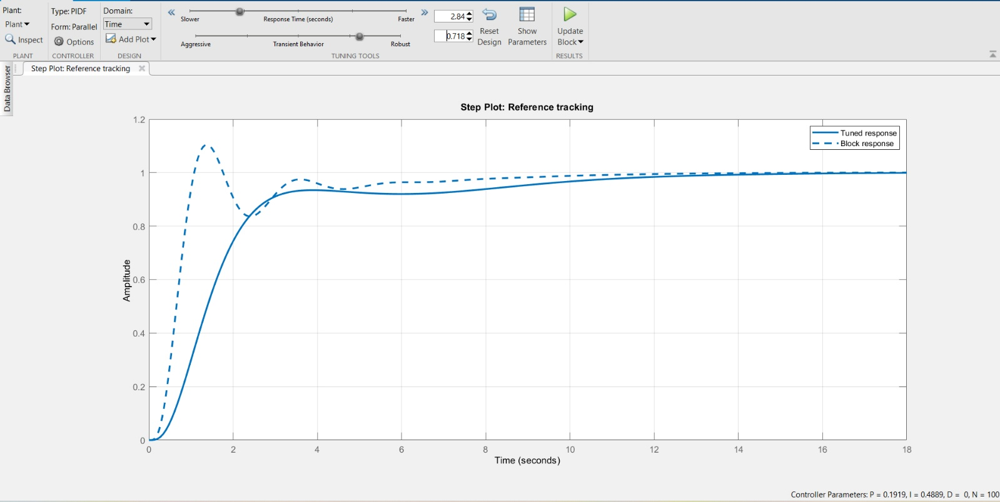 Plant:
Plant
Inspect
PLANT
Type: PIDF
Form: Parallel
Options
CONTROLLER
Domain:
Time
Add Plot
DESIGN
Slower
Response Time (seconds)
Faster
2.84
Aggressive
Transient Behavior
Robust
0.718
Reset
Design
Show
Parameters
TUNING TOOLS
Update
Block
RESULTS
Data Browser
Step Plot: Reference tracking
Step Plot: Reference tracking
Tuned response
Block response
Amplitude
1.2
1
0.8
0.6
0.4
0.2
0
0 2 4 6 8 10 12 14 16 18
Time (seconds)
Controller Parameters: P = 0.1919, I = 0.4889, D = 0, N = 100